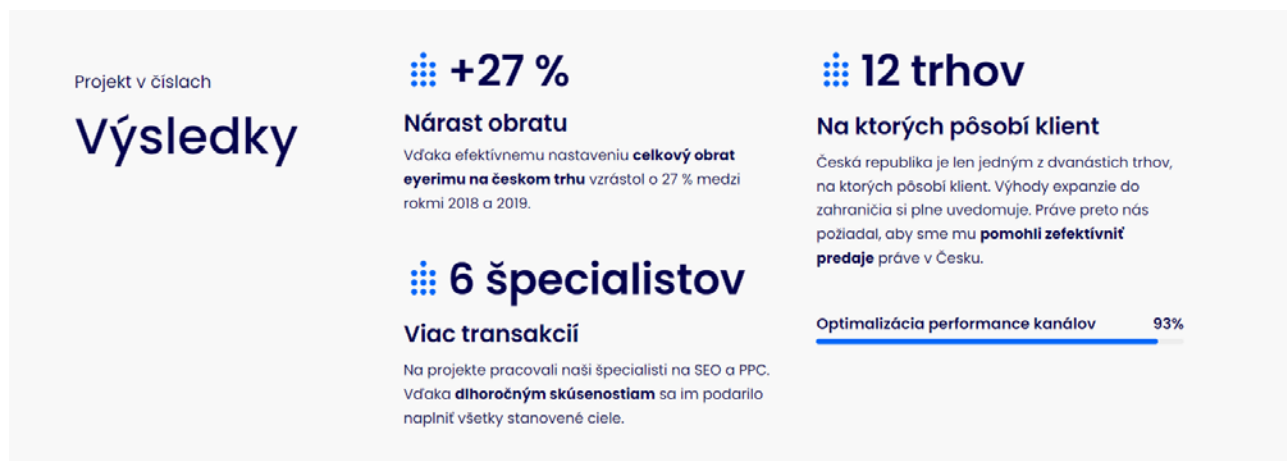 Projekt v číslach
Výsledky
+27 %
Nárast obratu
Vďaka efektívnemu nastaveniu celkový obrat
eyerimu na českom trhu vzrástol o 27 % medzi
rokmi 2018 a 2019.
6 špecialistov
Viac transakcií
Na projekte pracovali naši špecialisti na SEO a PPC.
Vďaka dlhoročným skúsenostiam sa im podarilo
naplniť všetky stanovené ciele.
12 trhov
Na ktorých pôsobí klient
Česká republika je len jedným z dvanástich trhov,
na ktorých pôsobí klient. Výhody expanzie do
zahraničia si plne uvedomuje. Práve preto nás
požiadal, aby sme mu pomohli zefektívniť
predaje práve v Česku.
Optimalizácia performance kanálov 93%